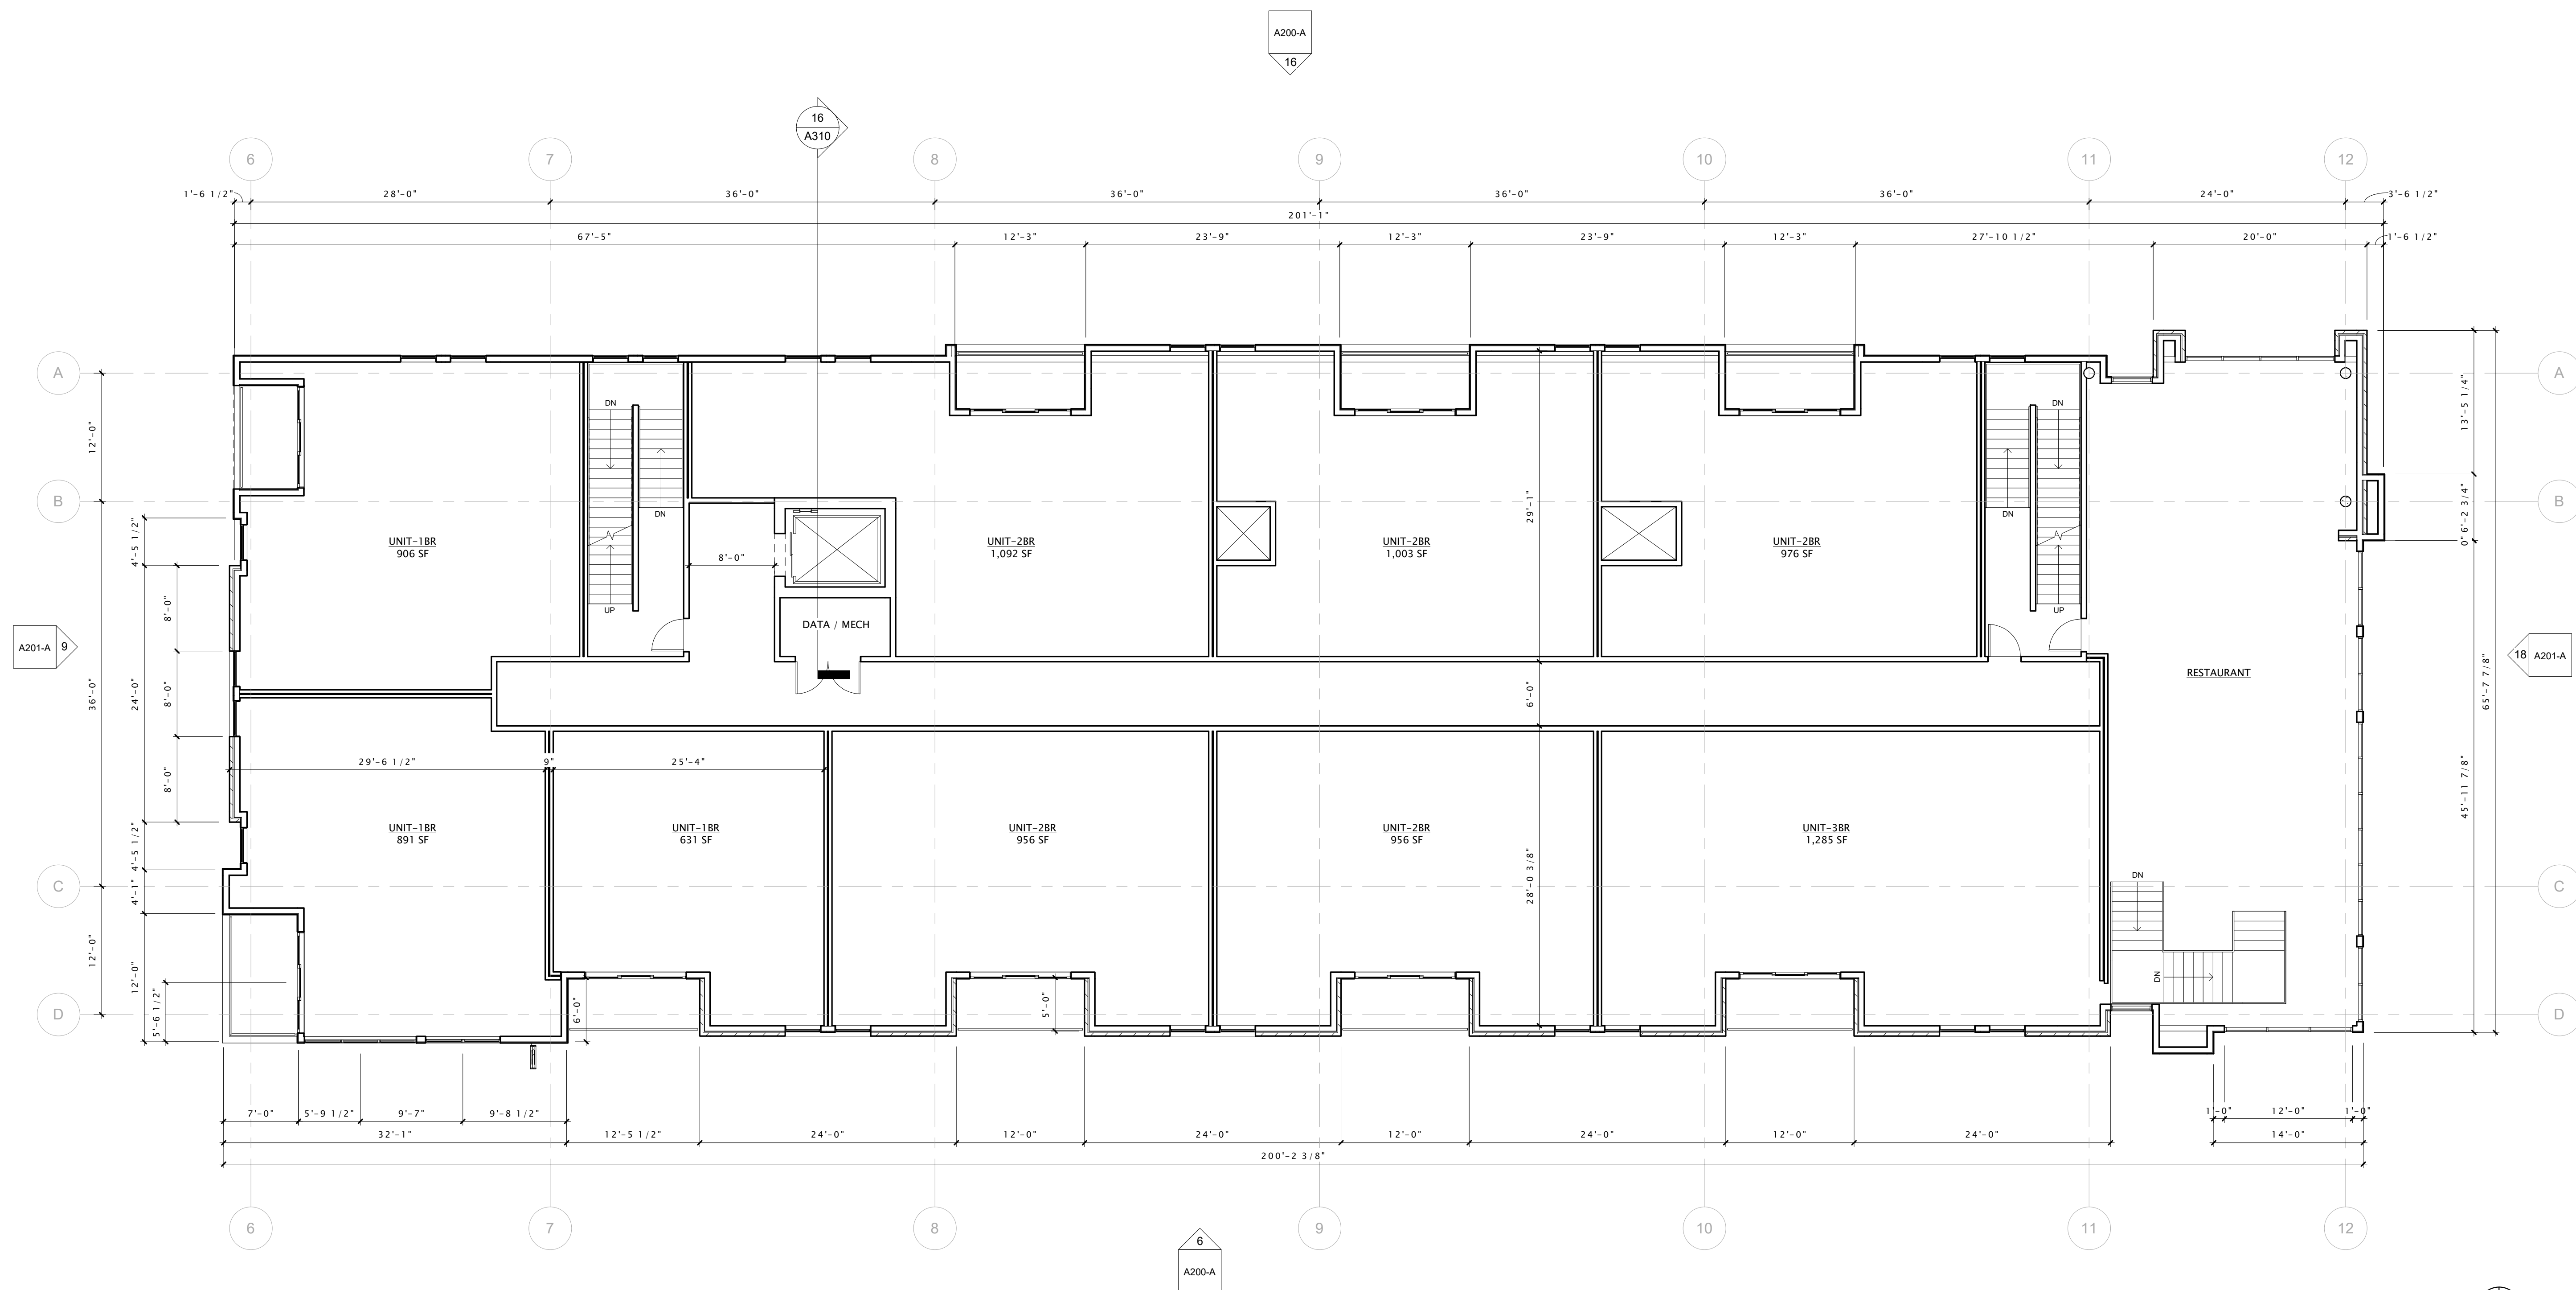 A200-A
16
16
A310
6
7
8
9
10
11
12
1'-6 1/2"
28'-0"
36'-0"
36'-0"
36'-0"
36'-0"
24'-0"
3'-6 1/2"
201'-1"
67'-5"
12'-3"
23'-9"
12'-3"
23'-9"
12'-3"
27'-10 1/2"
20'-0"
1'-6 1/2"
A
A
B
B
C
C
D
D
12'-0"
36'-0"
12'-0"
4'-5 1/2"
24'-0"
4'-5 1/2"
4'-1"
12'-0"
8'-0"
8'-0"
8'-0"
5'-6 1/2"
A201-A
9
18
A201-A
13'-5 1/4"
0"
6'-2 3/4"
45'-11 7/8"
65'-7 7/8"
DN
DN
UP
8'-0"
DATA / MECH
DN
DN
UP
UNIT-1BR
906 SF
UNIT-2BR
1,092 SF
UNIT-2BR
1,003 SF
UNIT-2BR
976 SF
29'-1"
6'-0"
28'-0 3/8"
RESTAURANT
29'-6 1/2"
9"
25'-4"
UNIT-1BR
891 SF
UNIT-1BR
631 SF
UNIT-2BR
956 SF
UNIT-2BR
956 SF
UNIT-3BR
1,285 SF
DN
DN
6'-0"
5'-0"
7'-0"
5'-9 1/2"
9'-7"
9'-8 1/2"
1'-0"
12'-0"
1'-0"
32'-1"
12'-5 1/2"
24'-0"
12'-0"
24'-0"
12'-0"
24'-0"
12'-0"
24'-0"
14'-0"
200'-2 3/8"
6
7
8
9
10
11
12
6
A200-A